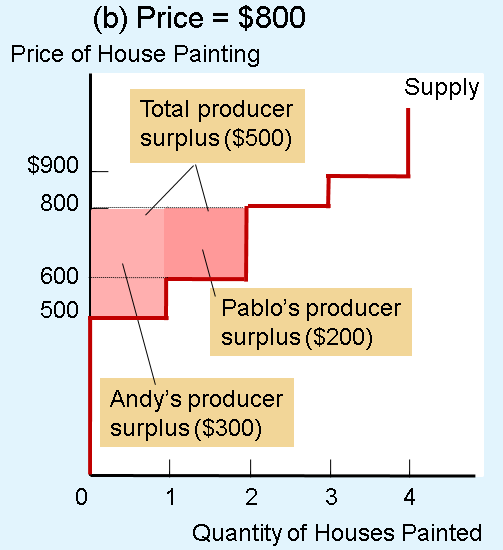 (b) Price = $800
Price of House Painting
Supply
Total producer
surplus ($500)
$900
800
600
500
Pablo's producer
surplus ($200)
Andy's producer
surplus ($300)
0 1 2 3 4
Quantity of Houses Painted